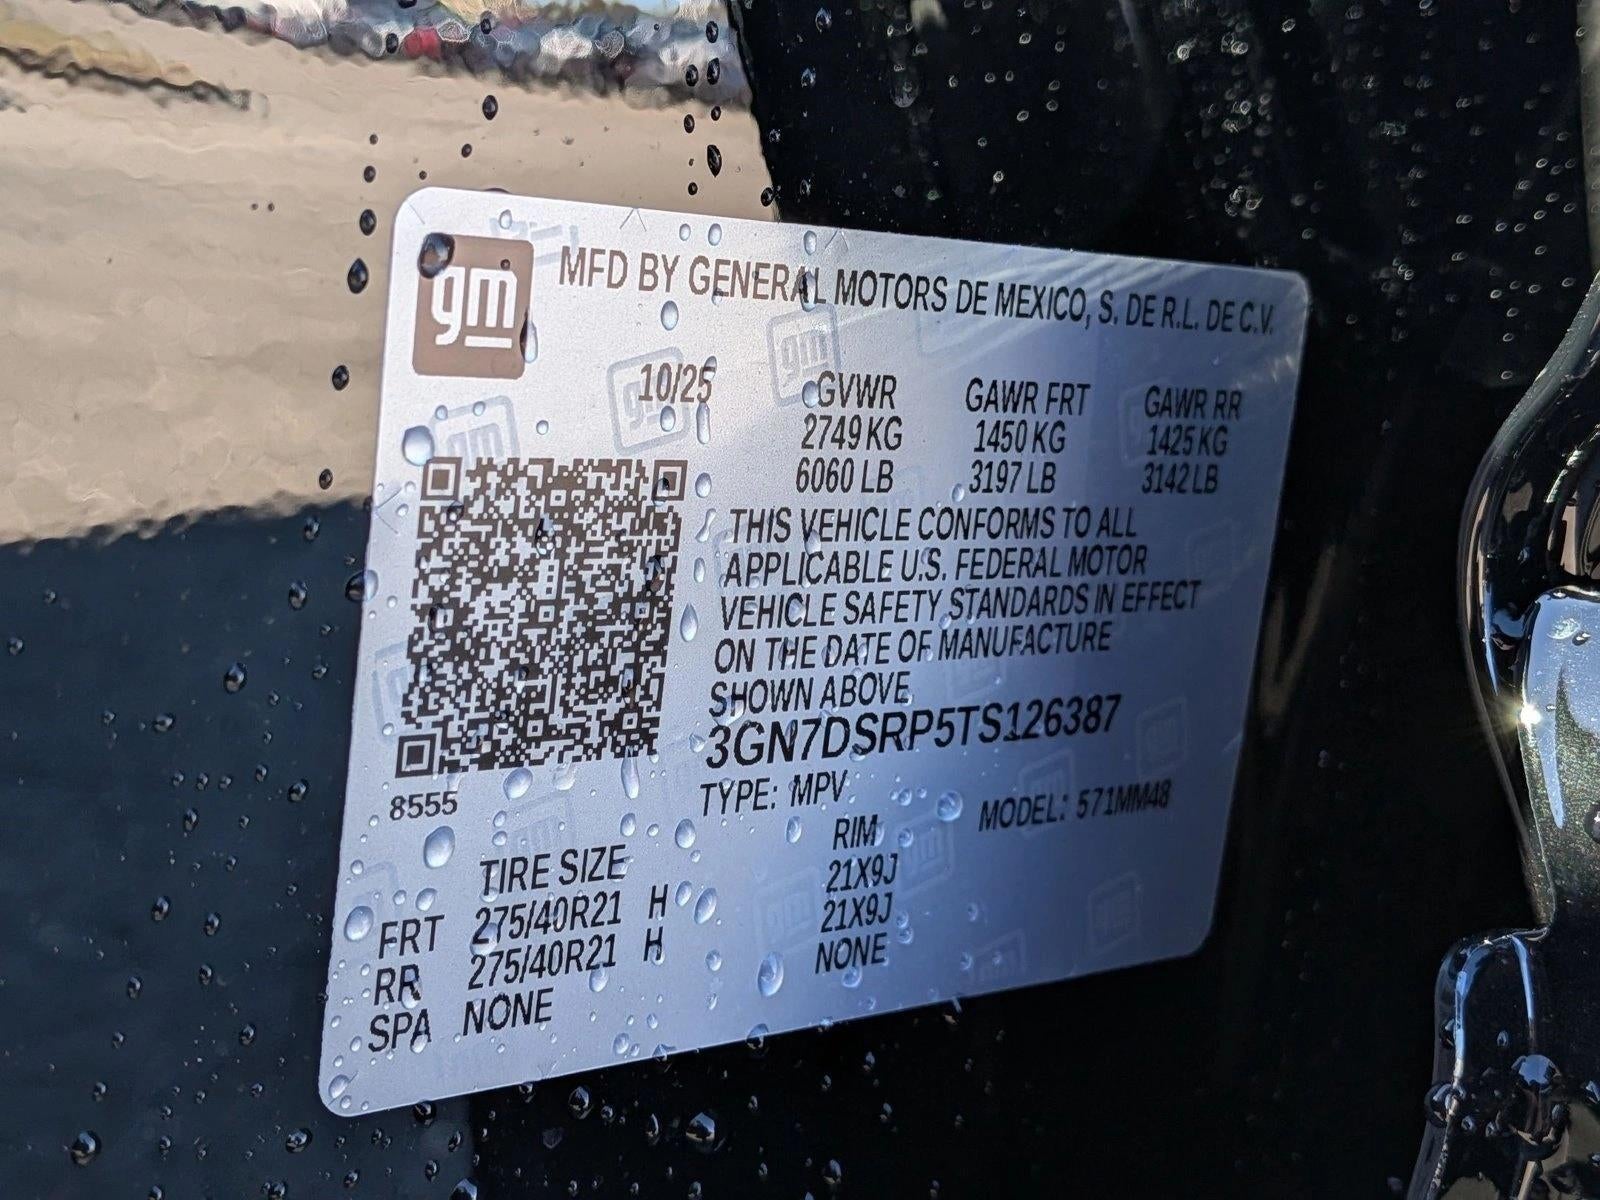 gm
MFD BY GENERAL MOTORS DE MEXICO, S. DE R.L. DE C.V.
10/25 GVWR GAWR FRT GAWR RR
2749 KG 1450 KG 1425 KG
6060 LB 3197 LB 3142 LB
THIS VEHICLE CONFORMS TO ALL
APPLICABLE U.S. FEDERAL MOTOR
VEHICLE SAFETY STANDARDS IN EFFECT
ON THE DATE OF MANUFACTURE
SHOWN ABOVE
3GN7DSRP5TS126387
8555
TYPE: MPV MODEL: 571MM48
TIRE SIZE RIM
FRT 275/40R21 H 21X9J
RR 275/40R21 H 21X9J
SPA NONE NONE